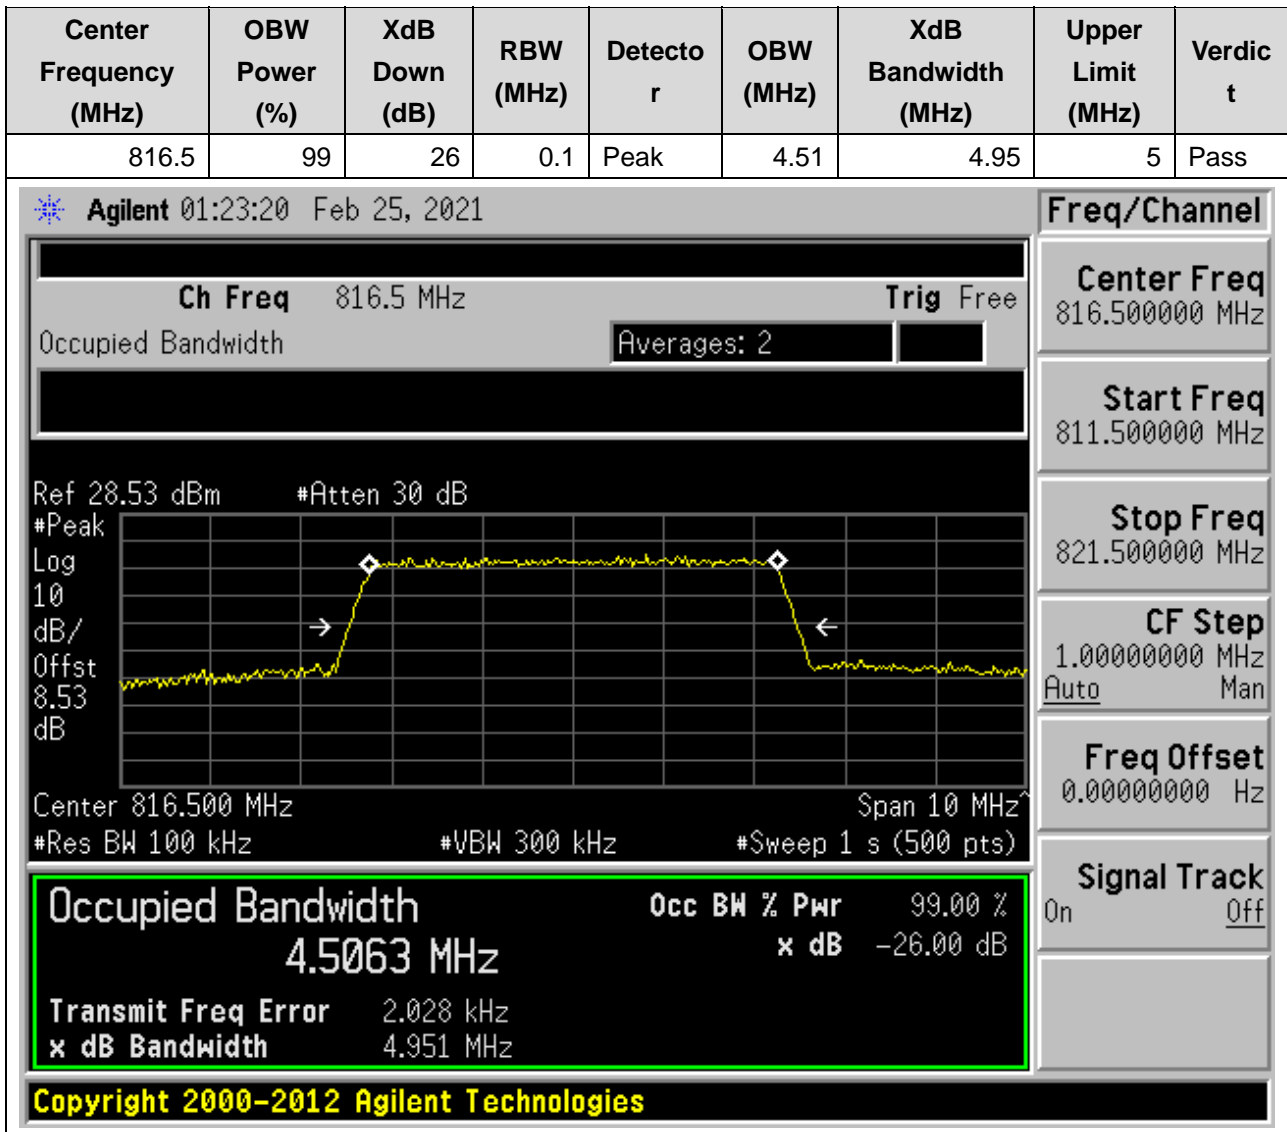 Center Frequency (MHz) OBW Power (%) XdB Down (dB) RBW (MHz) Detector OBW (MHz) XdB Bandwidth (MHz) Upper Limit (MHz) Verdict
816.5 99 26 0.1 Peak 4.51 4.95 5 Pass
Agilent 01:23:20 Feb 25, 2021
Freq/Channel
Ch Freq 816.5 MHz Trig Free
Occupied Bandwidth Averages: 2
Ref 28.53 dBm #Atten 30 dB
#Peak
Log
10
dB/
Offst
8.53
dB
Center 816.500 MHz Span 10 MHz^
#Res BW 100 kHz #VBW 300 kHz #Sweep 1 s (500 pts)
Occupied Bandwidth
4.5063 MHz
Occ BW % Pwr 99.00 %
x dB -26.00 dB
Transmit Freq Error 2.028 kHz
x dB Bandwidth 4.951 MHz
Center Freq
816.500000 MHz
Start Freq
811.500000 MHz
Stop Freq
821.500000 MHz
CF Step
1.00000000 MHz
Auto Man
Freq Offset
0.00000000 Hz
Signal Track
On Off
Copyright 2000-2012 Agilent Technologies